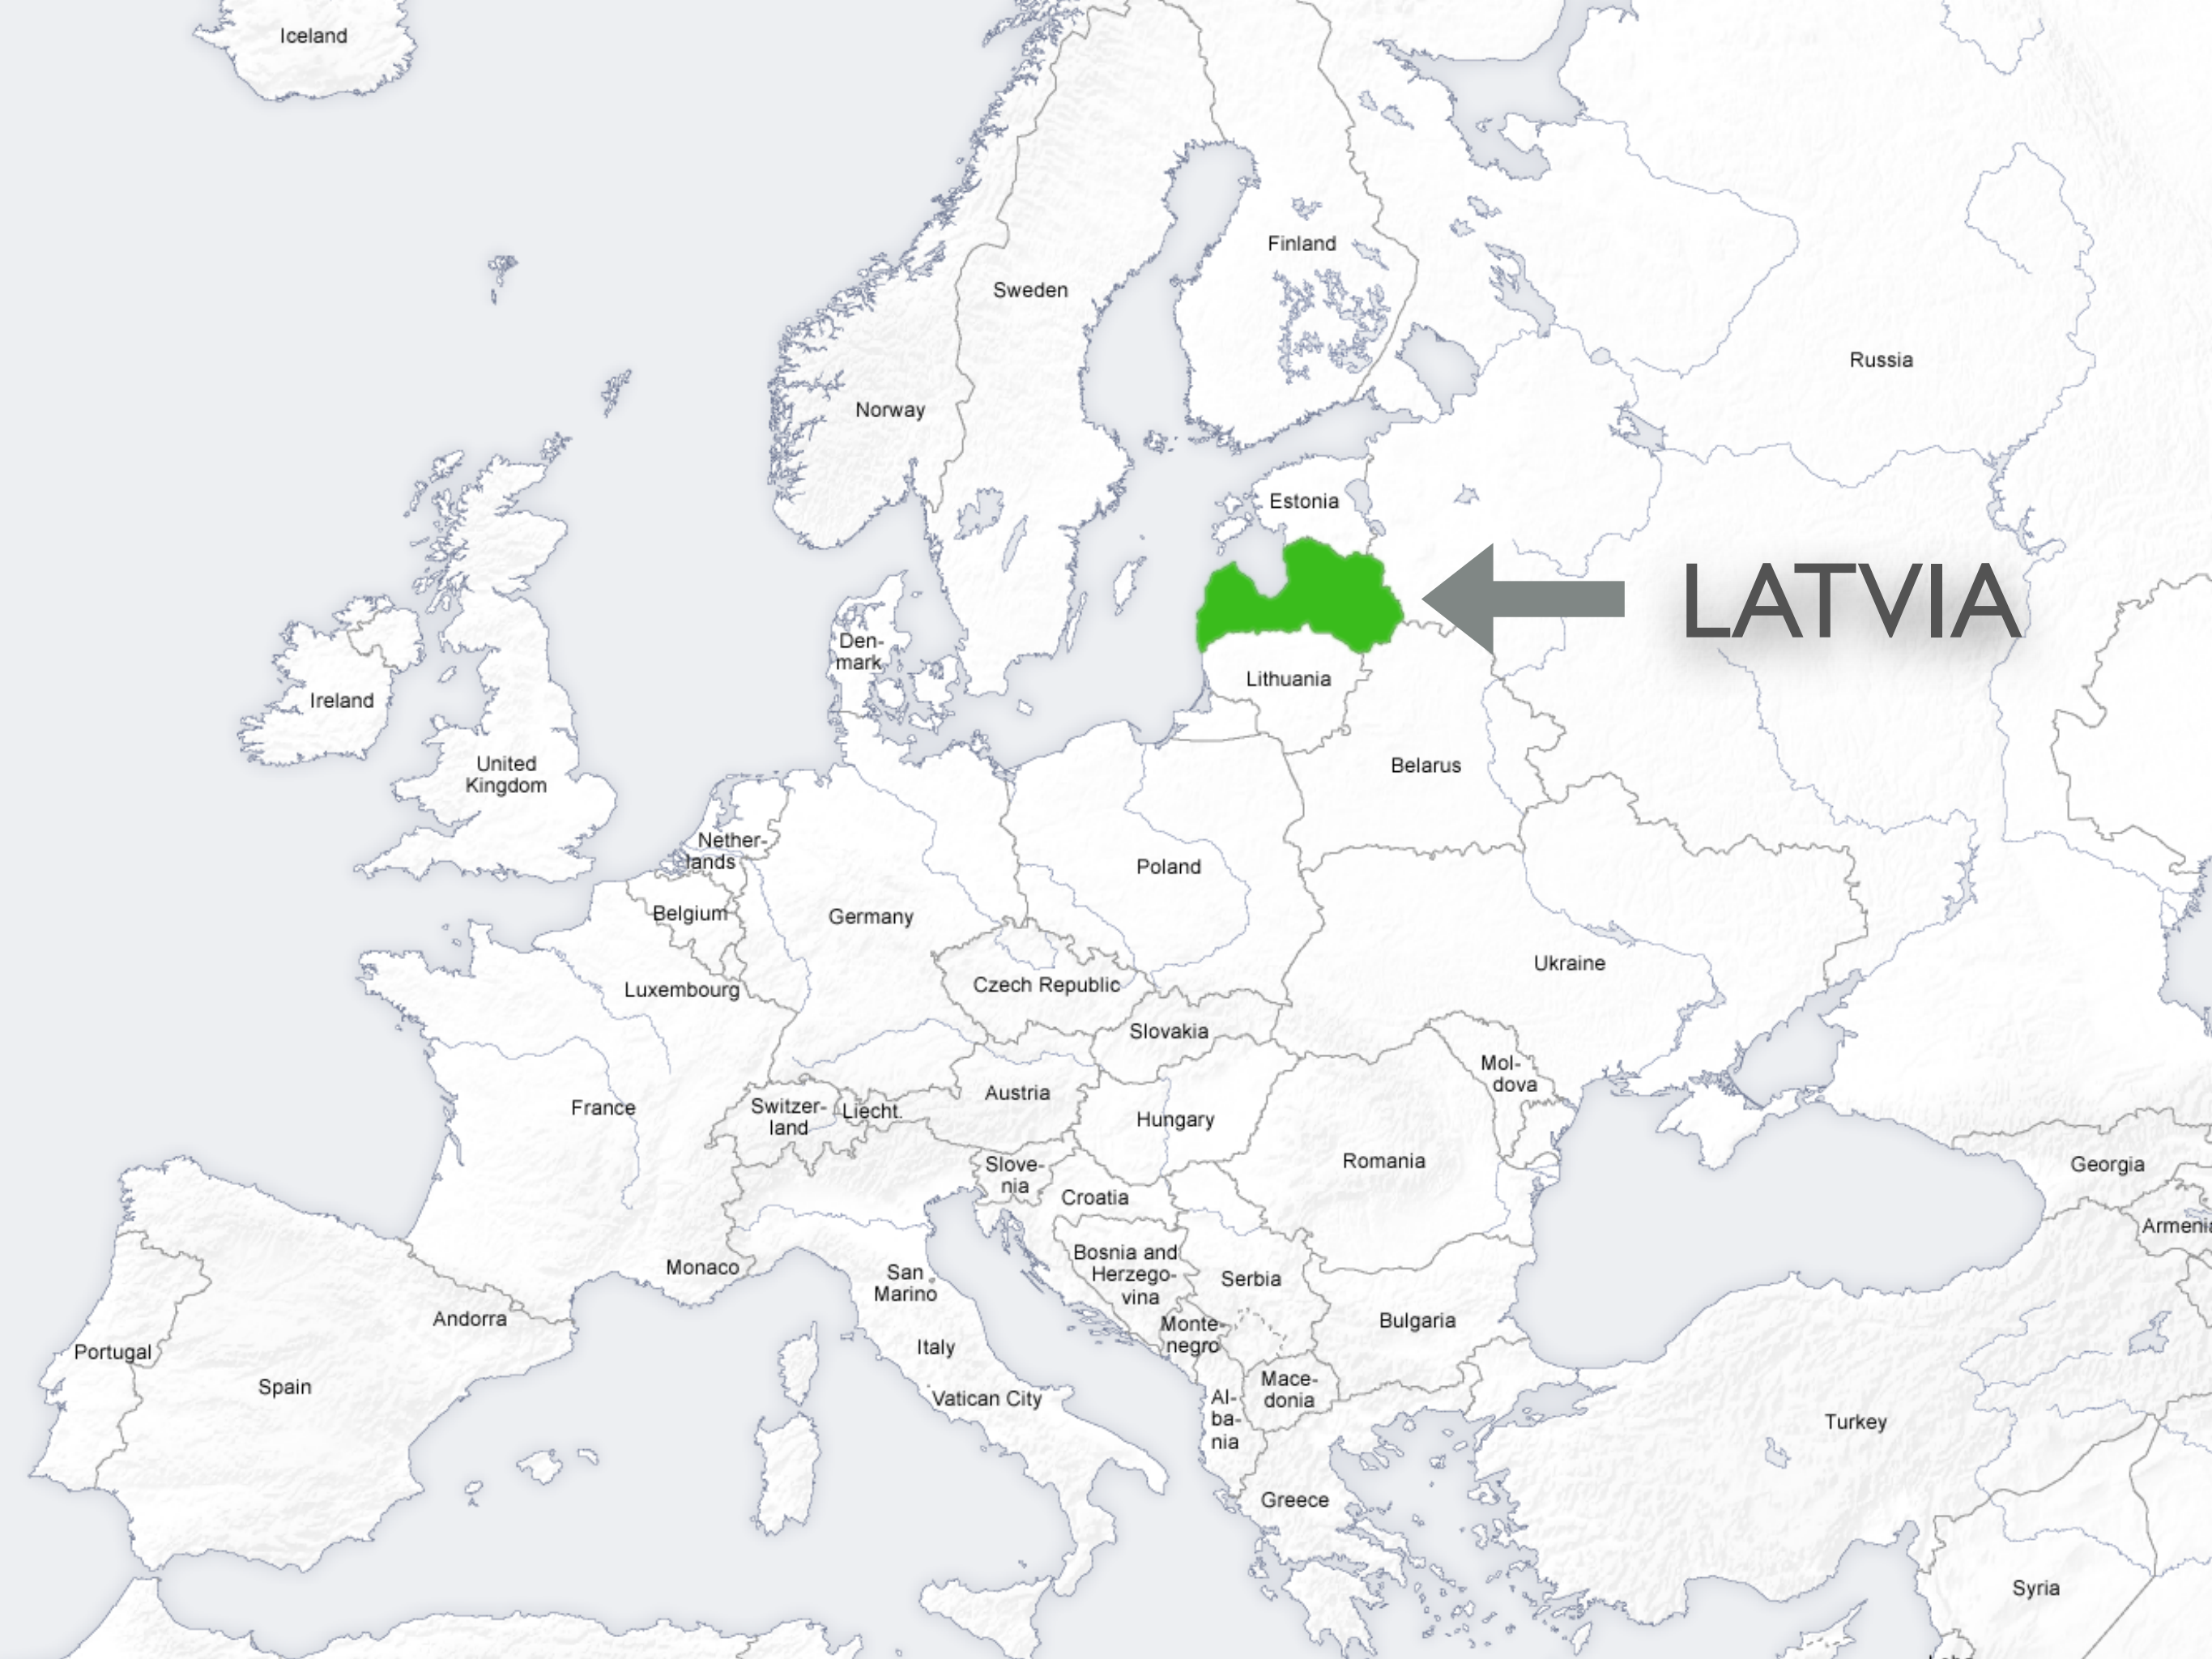 Iceland
Finland
Sweden
Russia
Norway
Estonia
LATVIA
Den-
mark
Lithuania
Ireland
United
Kingdom
Belarus
Nether-
lands
Poland
Belgium
Germany
Ukraine
Czech Republic
Luxembourg
Slovakia
Mol-
dova
Austria
France
Switzer-
land
Liecht.
Hungary
Romania
Georgia
Slove-
nia
Croatia
Armenia
Bosnia and
Herzego-
vina
Monaco
San
Marino
Serbia
Andorra
Bulgaria
Monte-
negro
Italy
Portugal
Spain
Vatican City
Mace-
donia
Al-
ba-
nia
Turkey
Greece
Syria